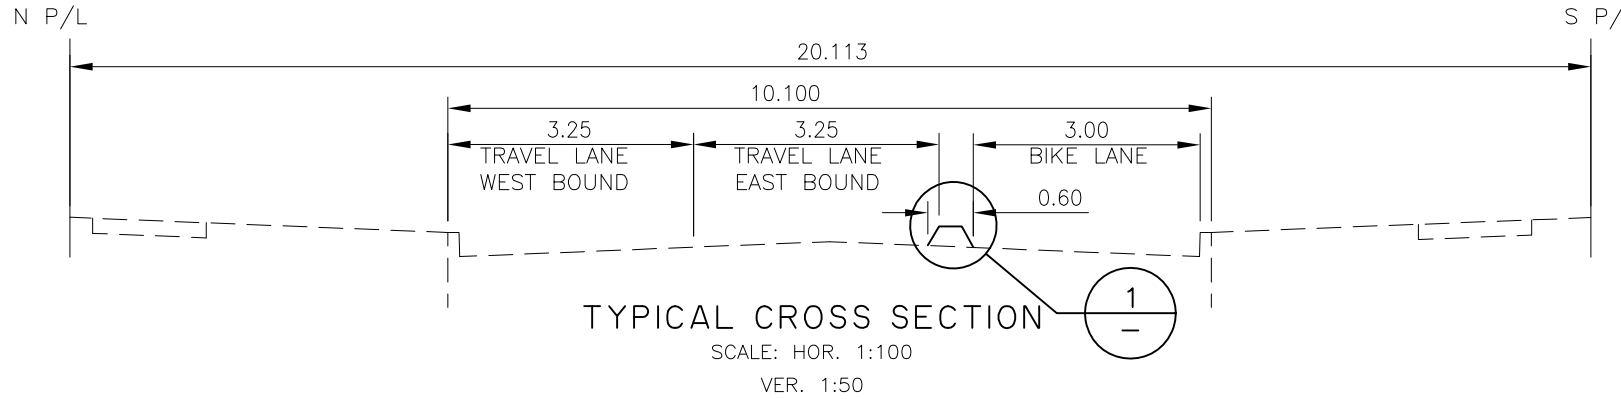 N P/L
S P/
20.113
10.100
3.25
3.25
3.00
TRAVEL LANE
WEST BOUND
TRAVEL LANE
EAST BOUND
BIKE LANE
0.60
1
–
TYPICAL CROSS SECTION
SCALE: HOR. 1:100
VER. 1:50